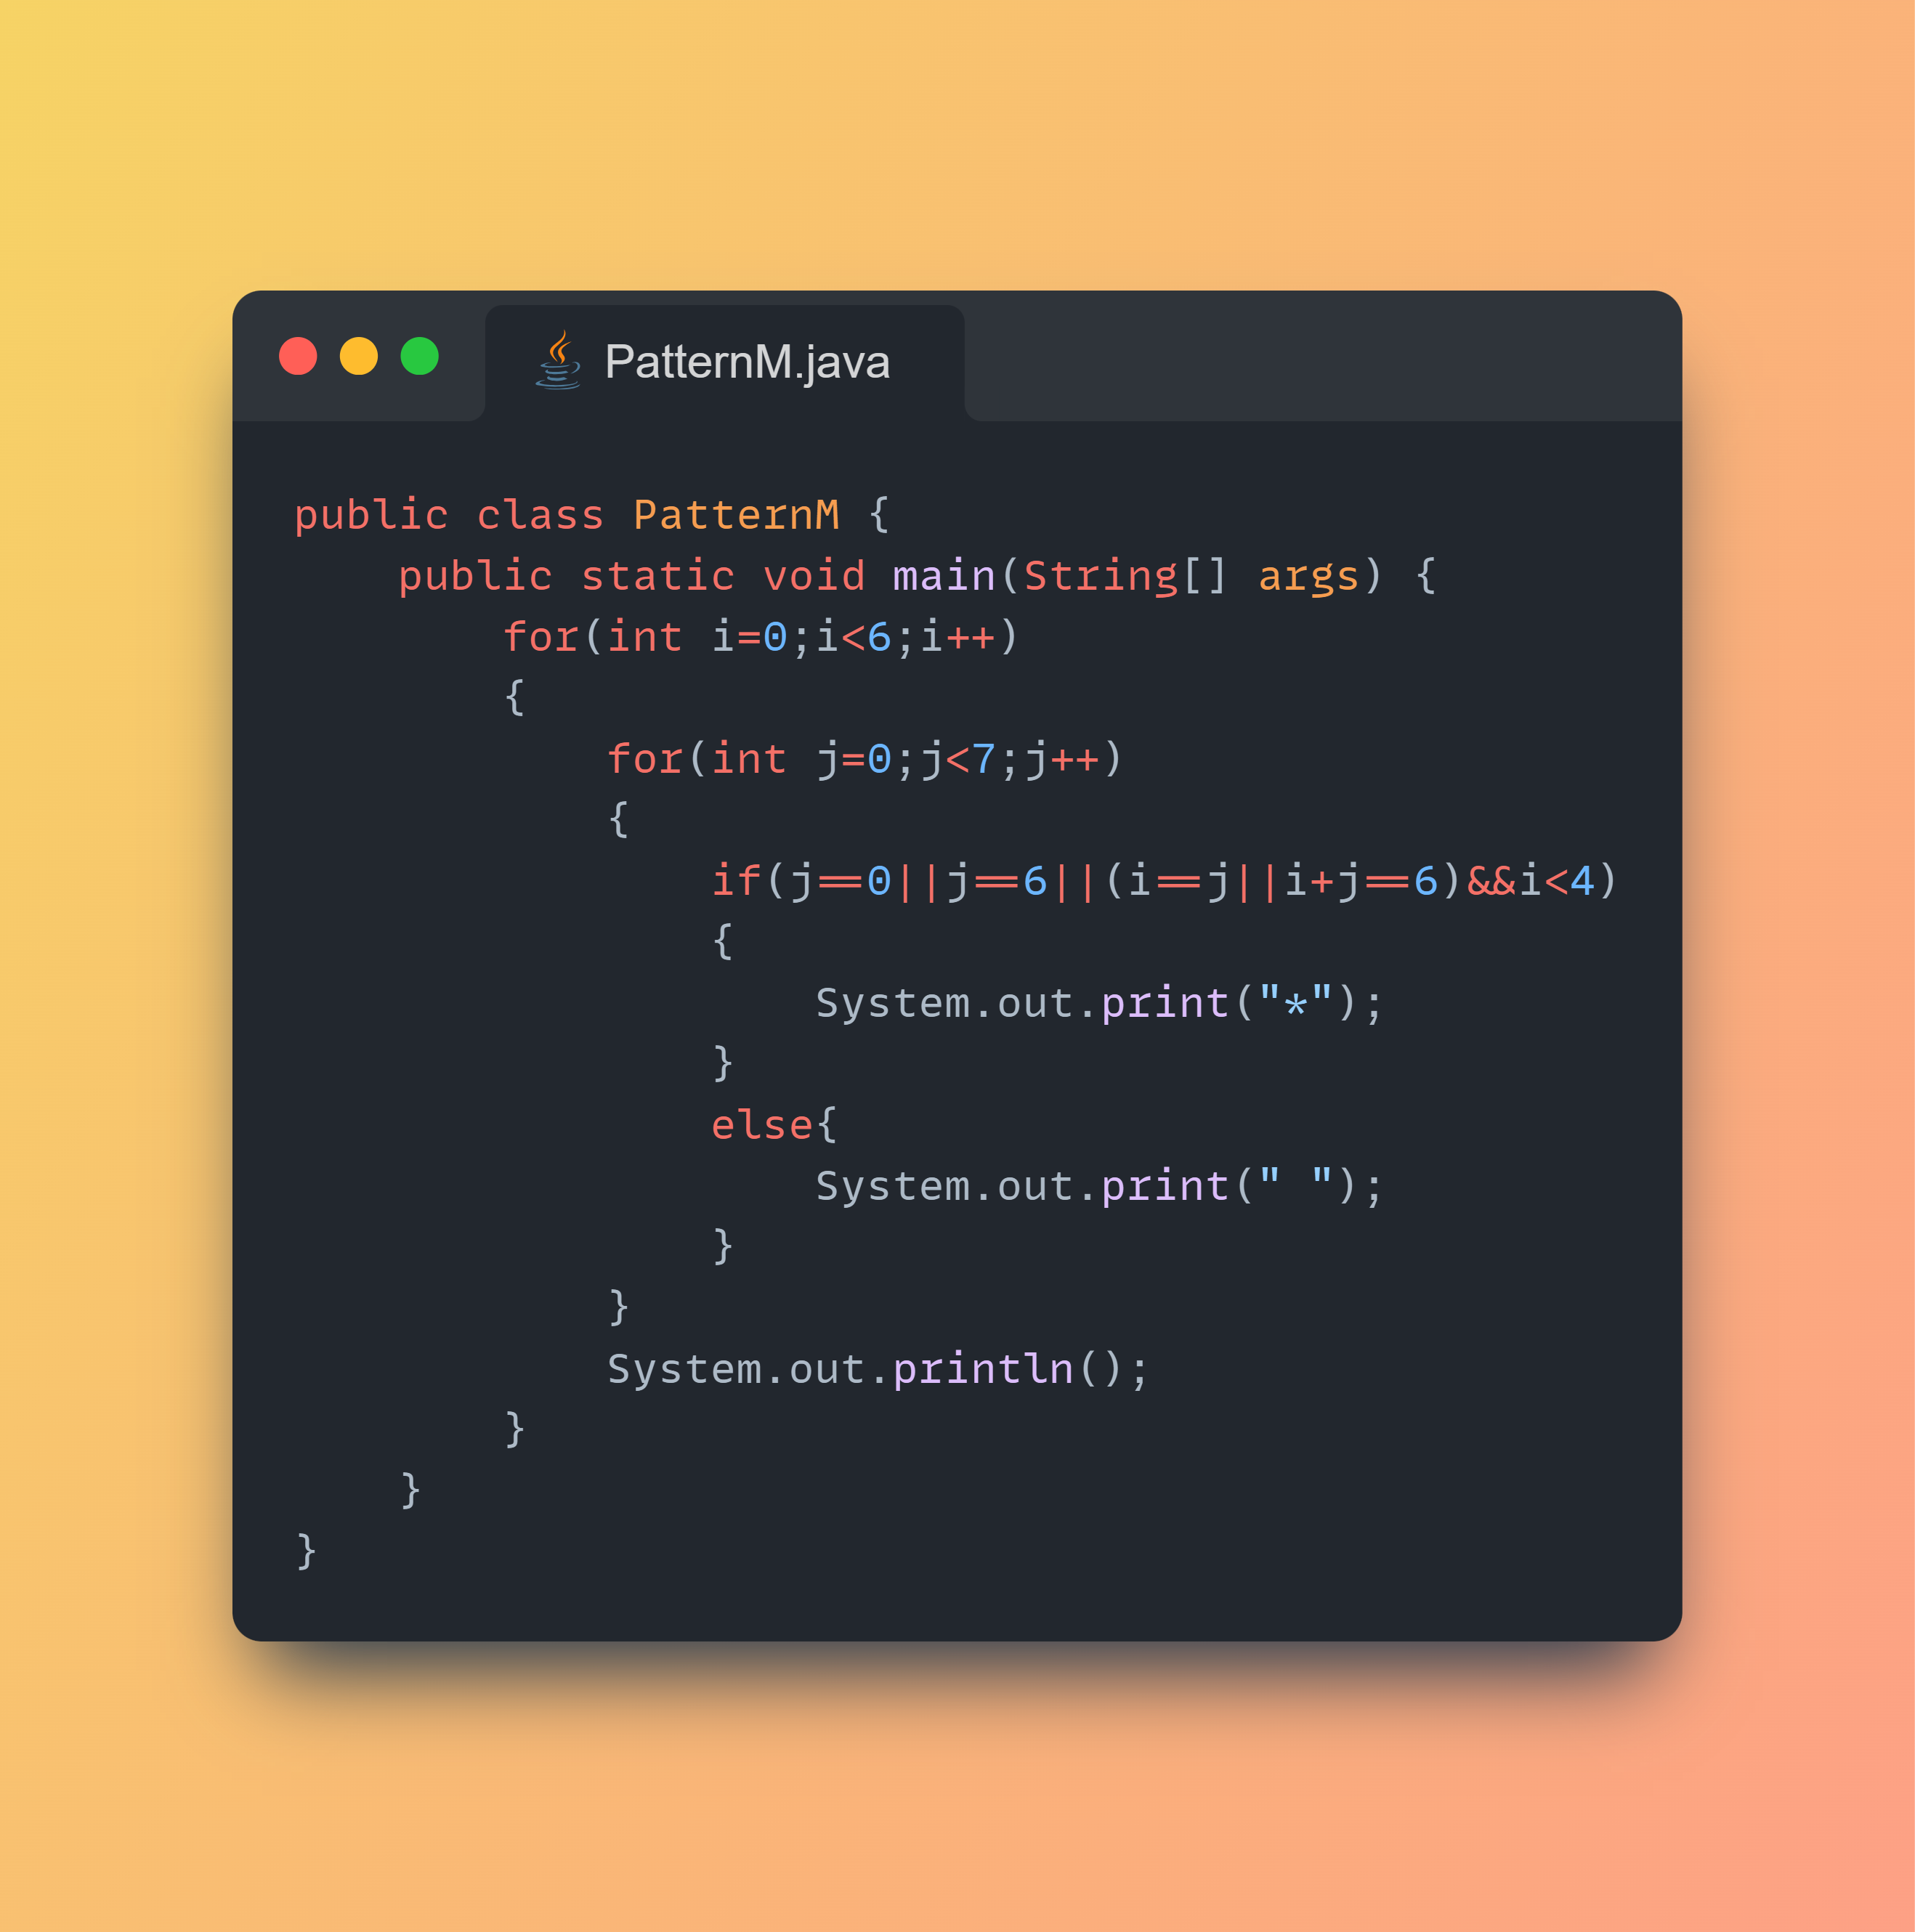 PatternM.java
public class PatternM {
    public static void main(String[] args) {
        for(int i=0;i<6;i++)
        {
            for(int j=0;j<7;j++)
            {
                if(j==0||j==6||(i==j||i+j==6)&&i<4)
                {
                    System.out.print("*");
                }
                else{
                    System.out.print(" ");
                }
            }
            System.out.println();
        }
    }
}